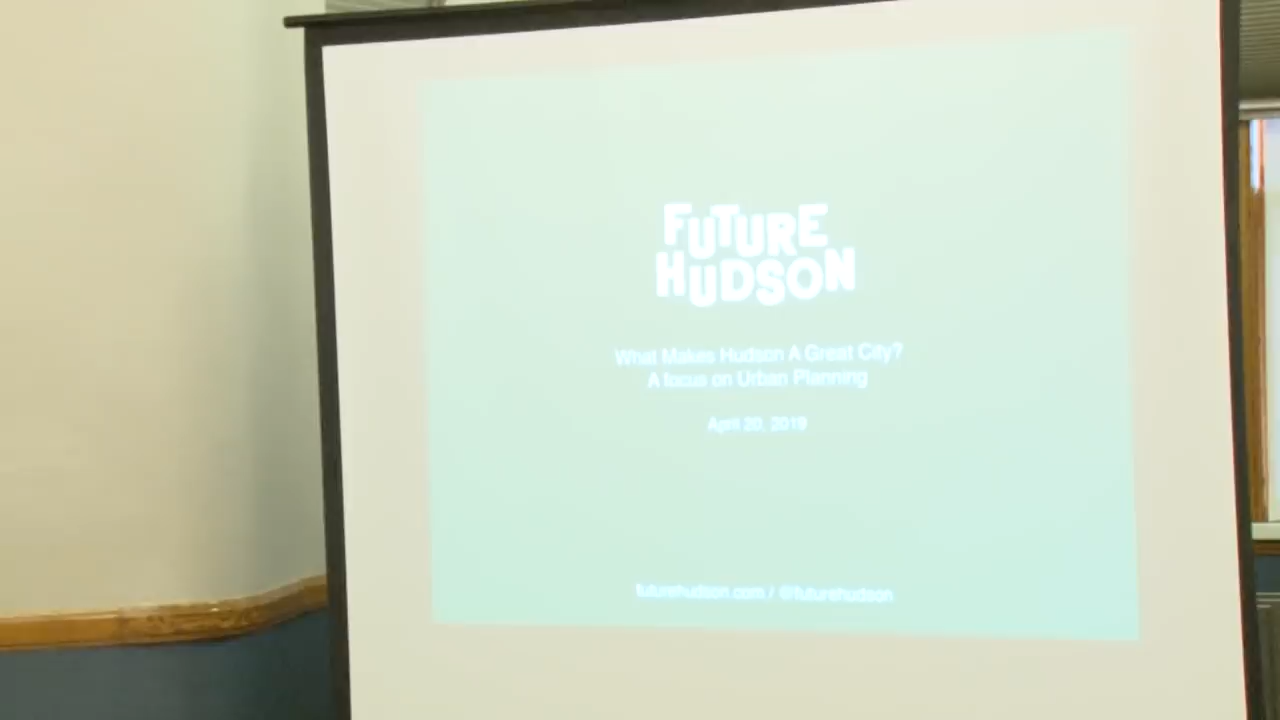 FUTURE
HUDSON
What Makes Hudson A Great City?
A focus on Urban Planning
April 20, 2019
futurehudson.com / @futurehudson